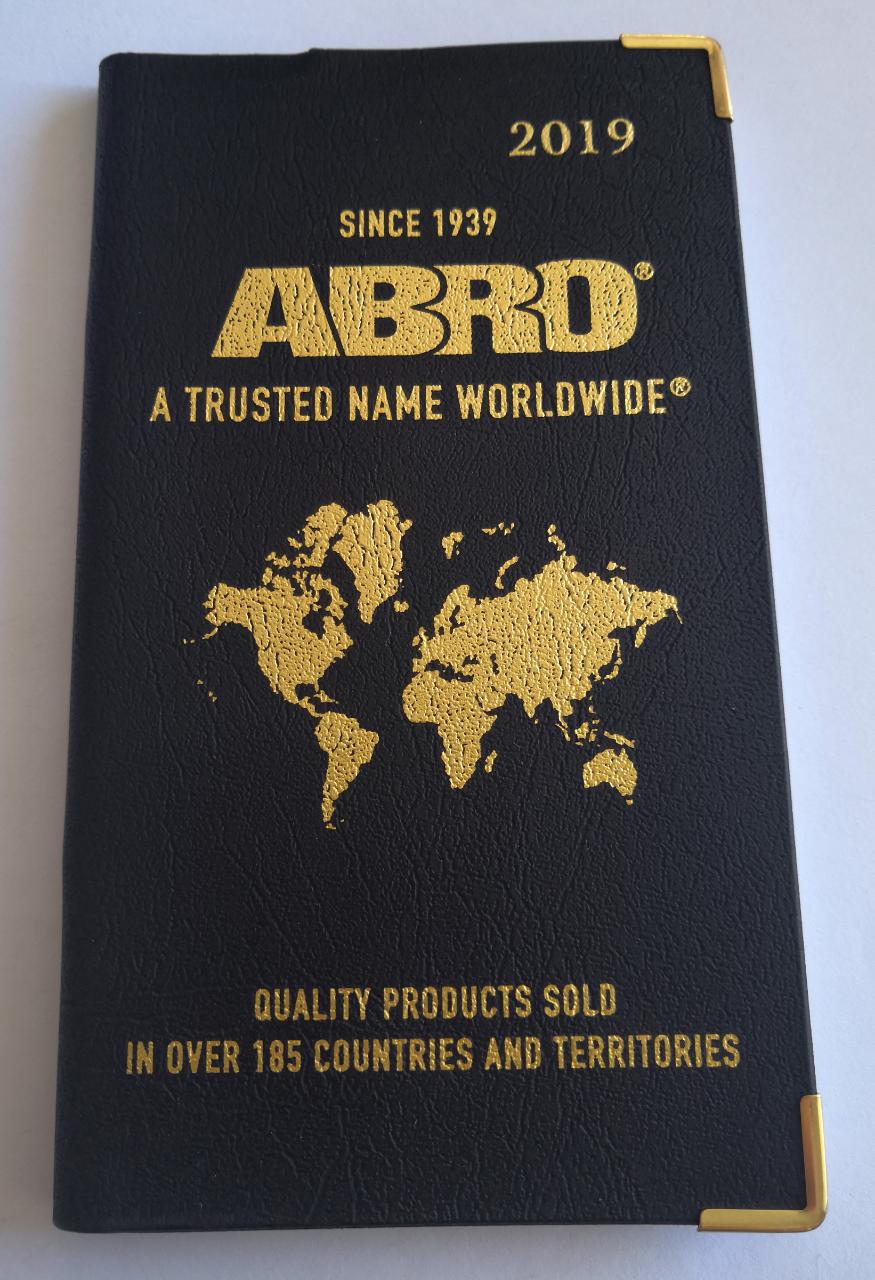 2019
SINCE 1939
ABRO®
A TRUSTED NAME WORLDWIDE®
QUALITY PRODUCTS SOLD
IN OVER 185 COUNTRIES AND TERRITORIES